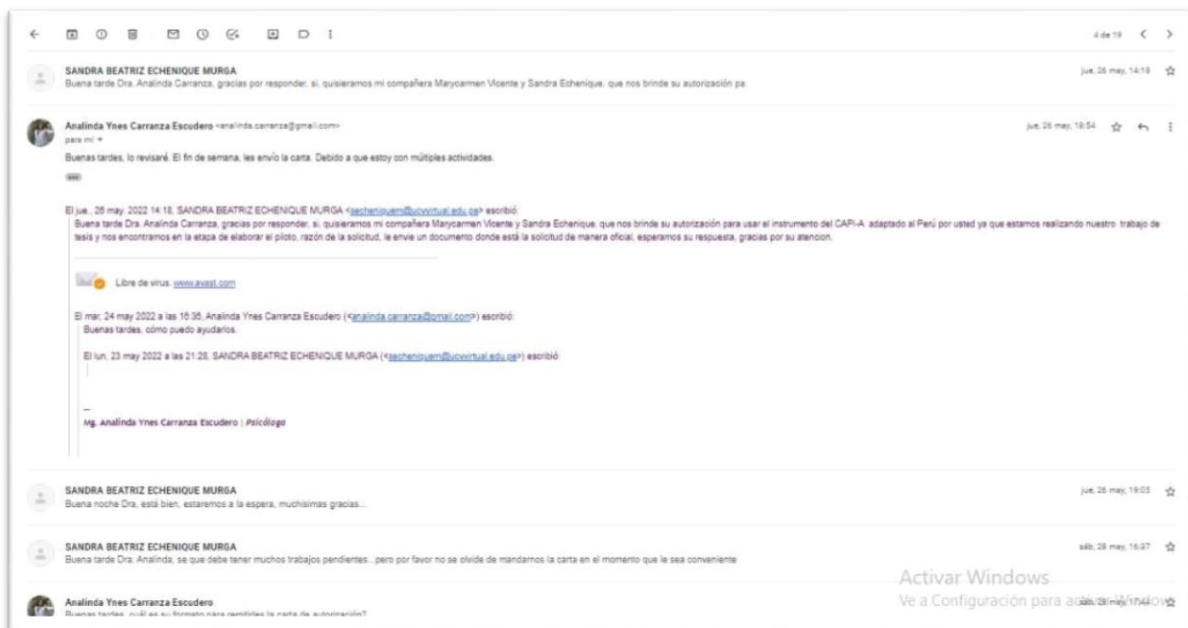 4 de 19
SANDRA BEATRIZ ECHENIQUE MURGA
jue, 26 may, 14:18
Buena tarde Dra. Analinda Carranza, gracias por responder, si, quisieramos mi compañera Marycarmen Vicente y Sandra Echenique, que nos brinde su autorización pa
Analinda Ynes Carranza Escudero <analinda.carranza@gmail.com>
jue, 26 may, 18:54
para mí
Buenas tardes, lo revisaré. El fin de semana, les envío la carta. Debido a que estoy con múltiples actividades.
El jue., 26 may. 2022 14:18, SANDRA BEATRIZ ECHENIQUE MURGA <secheniquem@ucvvirtual.edu.pe> escribió:
Buena tarde Dra. Analinda Carranza, gracias por responder, si, quisieramos mi compañera Marycarmen Vicente y Sandra Echenique, que nos brinde su autorización para usar el instrumento del CAPI-A adaptado al Perú por usted ya que estamos realizando nuestro trabajo de
tesis y nos encontramos en la etapa de elaborar el piloto, razón de la solicitud, le envie un documento donde está la solicitud de manera oficial, esperamos su respuesta, gracias por su atencion.
Libre de virus. www.avast.com
El mar, 24 may 2022 a las 16:36, Analinda Ynes Carranza Escudero (<analinda.carranza@gmail.com>) escribió:
Buenas tardes, cómo puedo ayudarlos.
El lun, 23 may 2022 a las 21:28, SANDRA BEATRIZ ECHENIQUE MURGA (<secheniquem@ucvvirtual.edu.pe>) escribió:
--
Mg. Analinda Ynes Carranza Escudero | Psicóloga
SANDRA BEATRIZ ECHENIQUE MURGA
jue, 26 may, 19:03
Buena noche Dra, está bien, estaremos a la espera, muchisimas gracias...
SANDRA BEATRIZ ECHENIQUE MURGA
sáb, 28 may, 16:37
Buena tarde Dra. Analinda, se que debe tener muchos trabajos pendientes...pero por favor no se olvide de mandarnos la carta en el momento que le sea conveniente
Activar Windows
Ve a Configuración para activar Windows
Analinda Ynes Carranza Escudero
sáb, 28 may, 17:42
Buenas tardes, cuál es su formato para remitirles la carta de autorización?